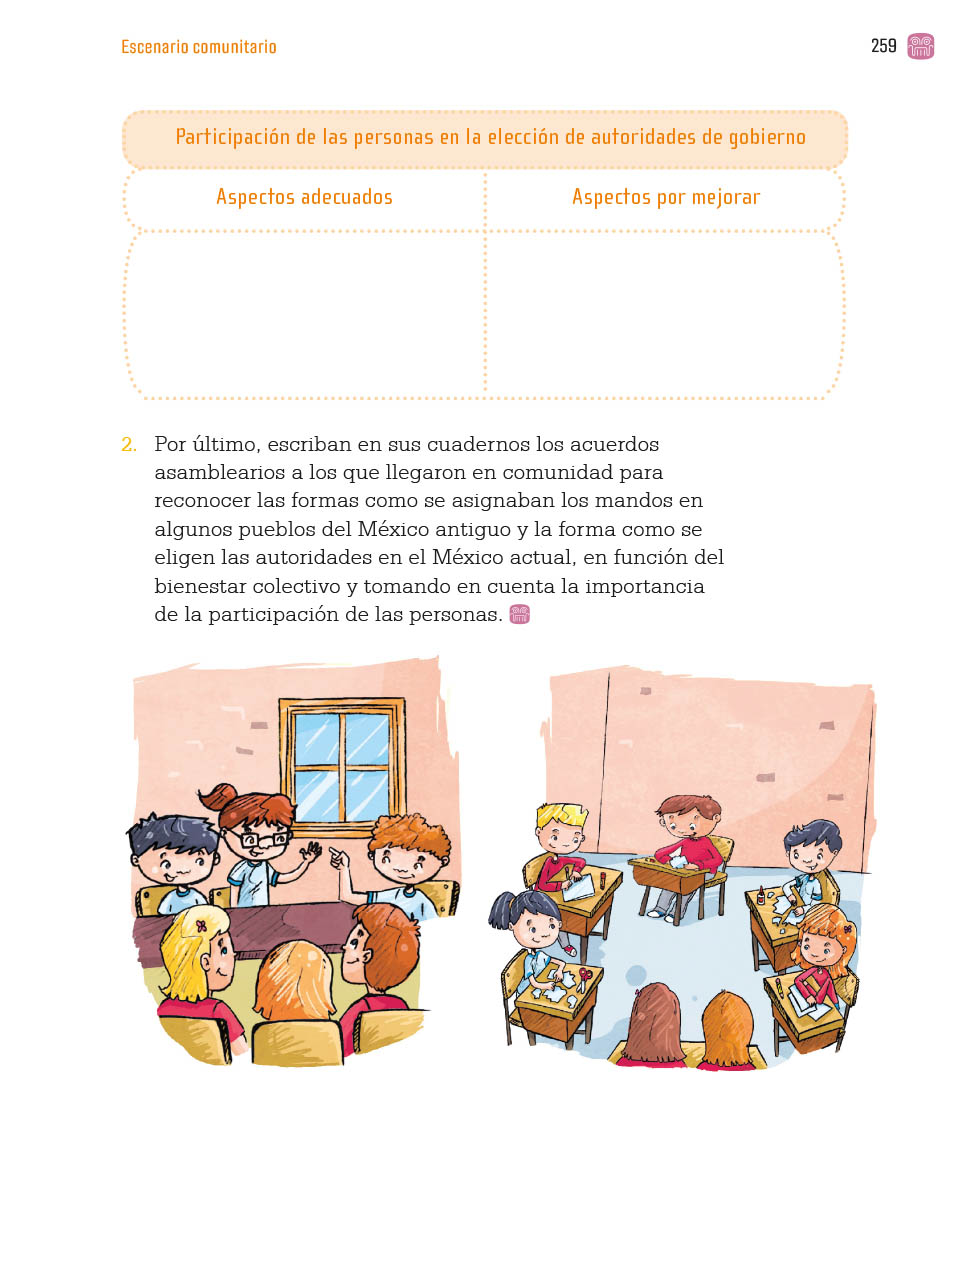 Escenario comunitario
259
Participación de las personas en la elección de autoridades de gobierno
Aspectos adecuados
Aspectos por mejorar
2. Por último, escriban en sus cuadernos los acuerdos
asamblearios a los que llegaron en comunidad para
reconocer las formas como se asignaban los mandos en
algunos pueblos del México antiguo y la forma como se
eligen las autoridades en el México actual, en función del
bienestar colectivo y tomando en cuenta la importancia
de la participación de las personas.